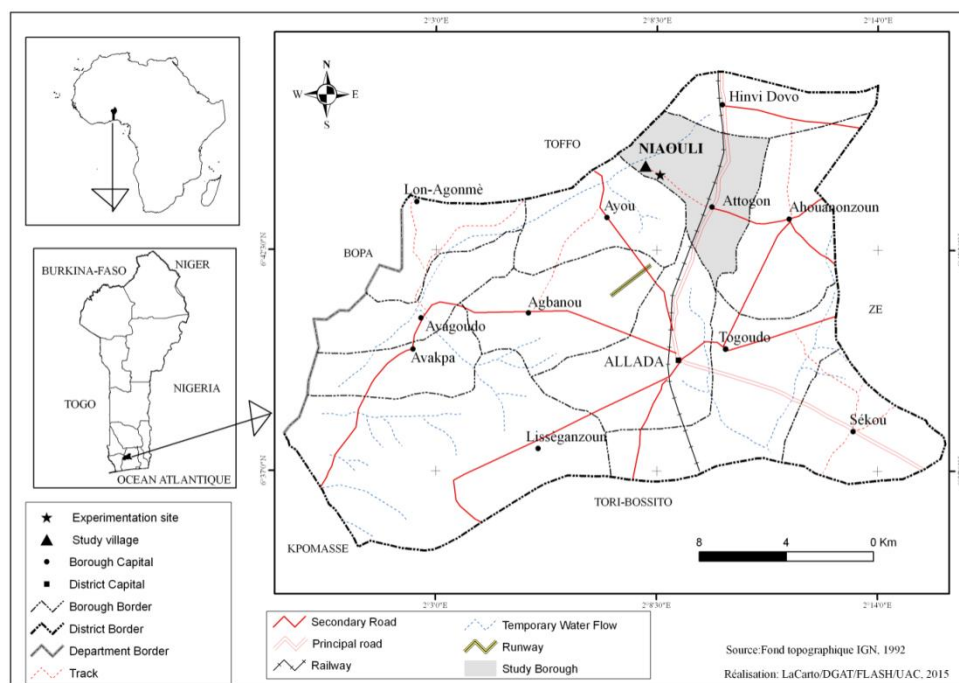 2°3'0"E 2°8'30"E 2°14'0"E
N
W E
S
Hinvi Dovo
TOFFO
NIAOULI
Lon-Agonmè
Ayou
Attogon
Ahouanonzoun
6°42'30"N
BOPA
BURKINA-FASO
NIGER
ZE
Agbanou
Avagoudo
Togoudo
Avakpa
ALLADA
NIGERIA
TOGO
Sékou
Lissèganzoun
6°37'0"N
OCEAN ATLANTIQUE
TORI-BOSSITO
KPOMASSE
8 4 0 Km
2°3'0"E 2°8'30"E 2°14'0"E
Experimentation site
Study village
Borough Capital
District Capital
Borough Border
District Border
Department Border
Track
Secondary Road
Principal road
Railway
Temporary Water Flow
Runway
Study Borough
Source:Fond topographique IGN, 1992
Réalisation: LaCarto/DGAT/FLASH/UAC, 2015